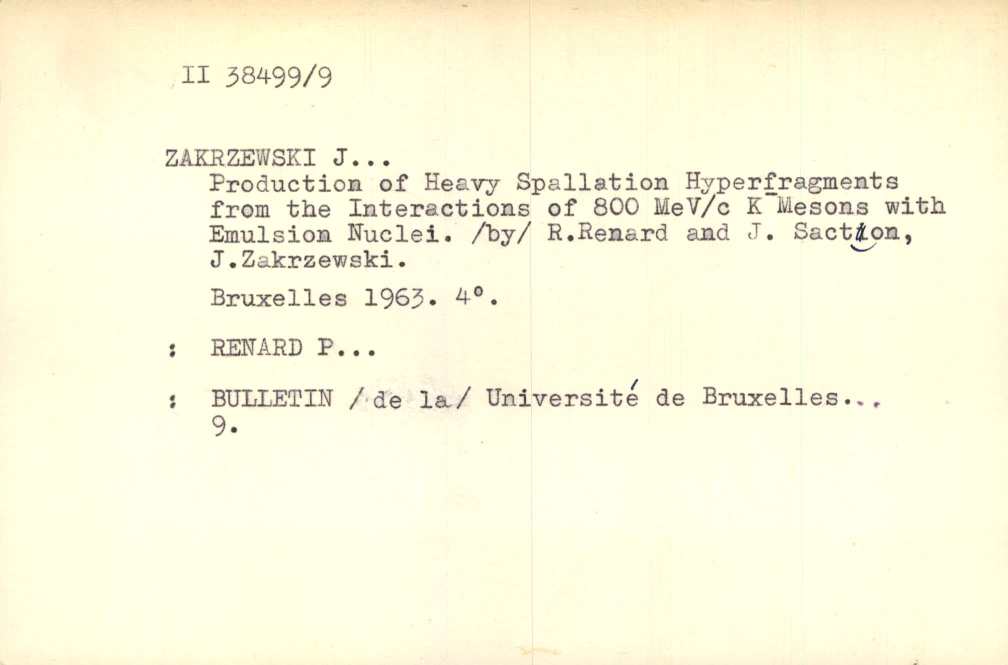 II 38499/9
ZAKRZEWSKI J...
Production of Heavy Spallation Hyperfragments
from the Interactions of 800 MeV/c K⁻Mesons with
Emulsion Nuclei. /by/ R.Renard and J. Sacton,
J.Zakrzewski.
Bruxelles 1963. 4°.
: RENARD P...
: BULLETIN /de la/ Université de Bruxelles...
9.